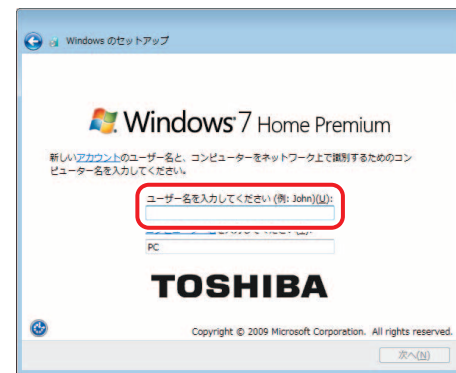 Windows のセットアップ
Windows 7 Home Premium
新しいアカウントのユーザー名と、コンピューターをネットワーク上で識別するためのコン
ピューター名を入力してください。
ユーザー名を入力してください (例: John)(U):
PC
TOSHIBA
Copyright © 2009 Microsoft Corporation. All rights reserved.
次へ(N)